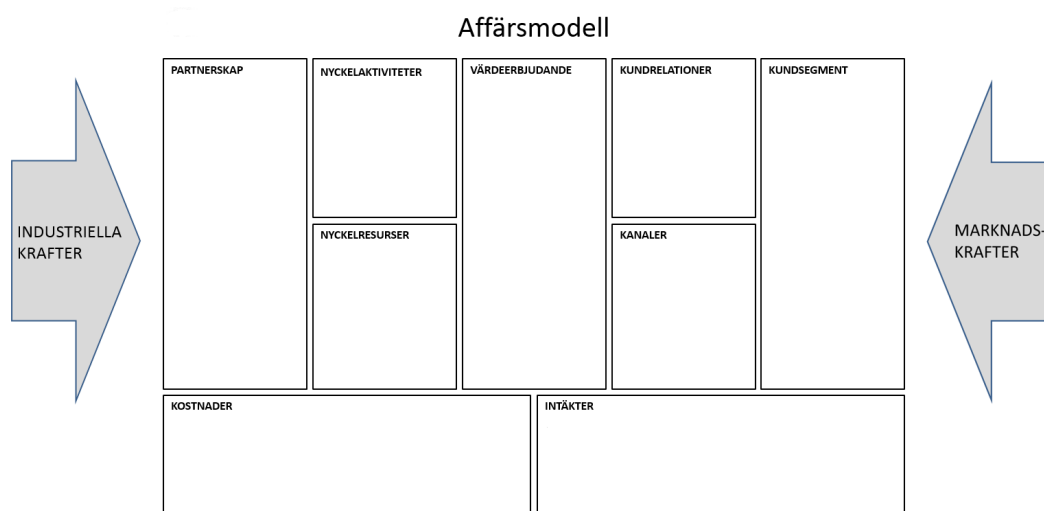 Affärsmodell
PARTNERSKAP
NYCKELAKTIVITETER
VÄRDEERBJUDANDE
KUNDRELATIONER
KUNDSEGMENT
INDUSTRIELLA
KRAFTER
NYCKELRESURSER
KANALER
MARKNADS-
KRAFTER
KOSTNADER
INTÄKTER